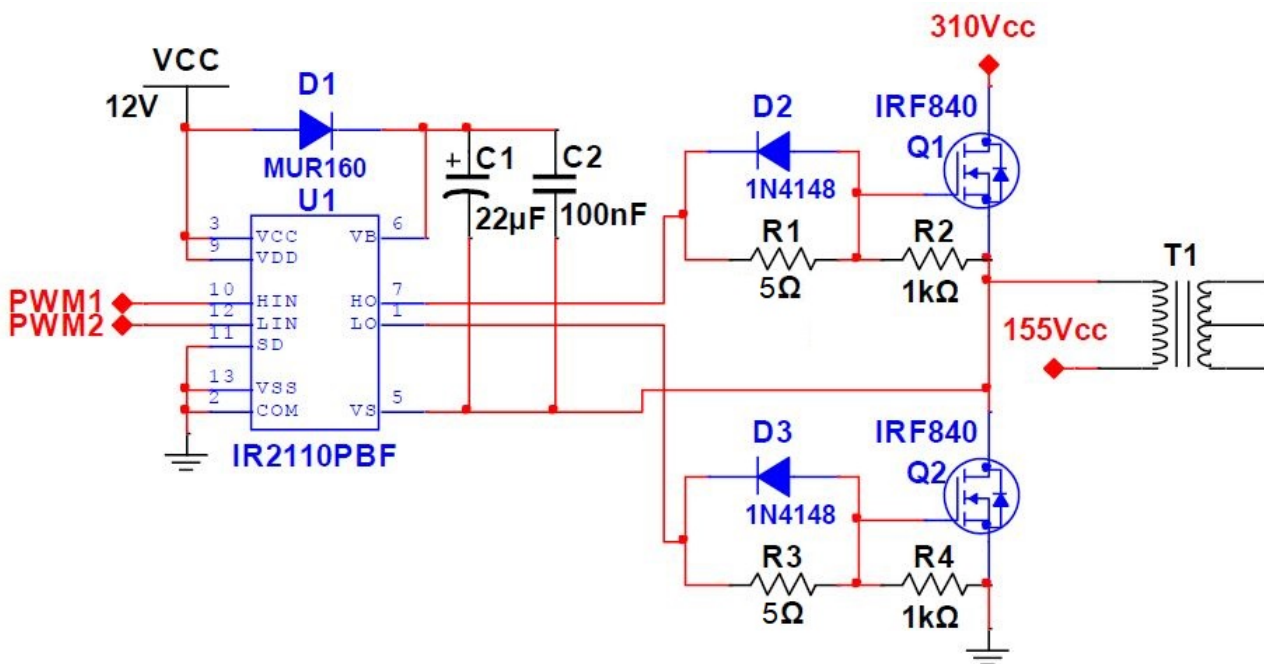 310Vcc
VCC
12V
D1
MUR160
U1
+ C1
22µF
C2
100nF
D2
1N4148
R1
5Ω
R2
1kΩ
IRF840
Q1
3 VCC
9 VDD
10 HIN
12 LIN
11 SD
13 VSS
2 COM
VB 6
HO 7
LO 1
VS 5
PWM1
PWM2
IR2110PBF
T1
155Vcc
D3
1N4148
R3
5Ω
R4
1kΩ
IRF840
Q2